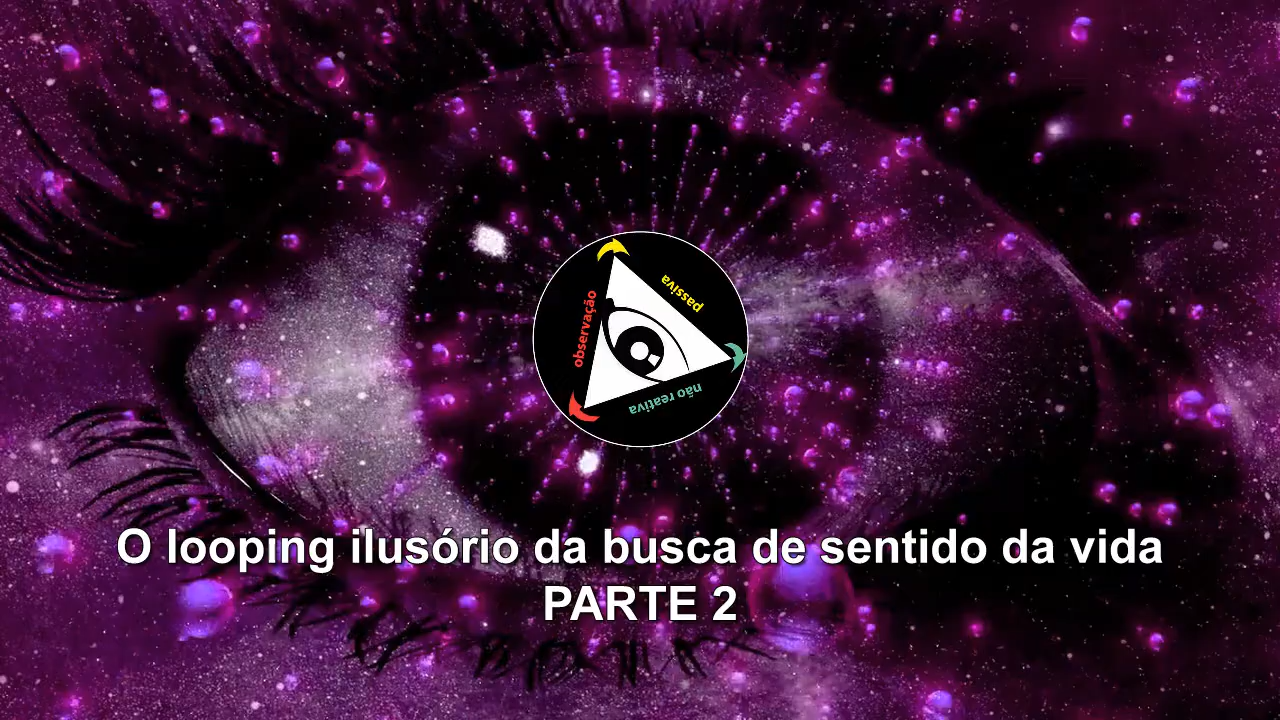 observação
passiva
não reativa
O looping ilusório da busca de sentido da vida
PARTE 2